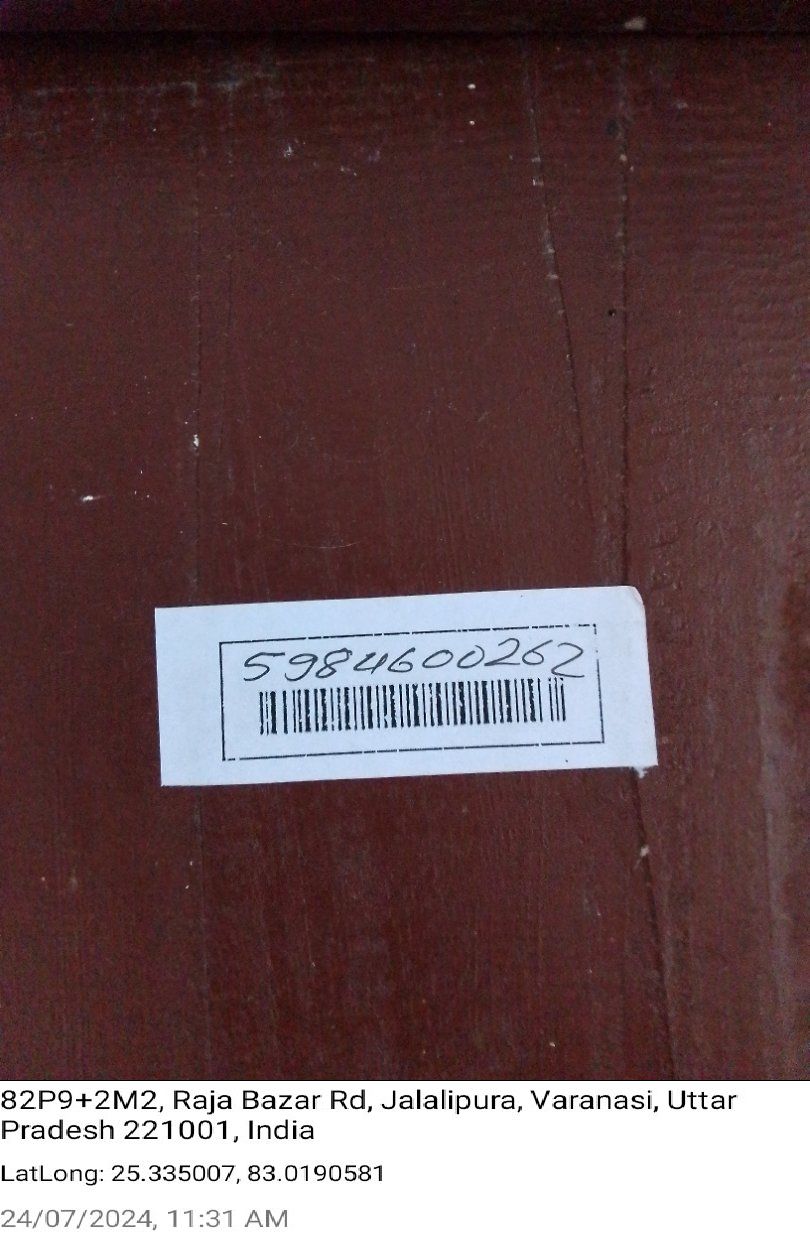 5984600262
82P9+2M2, Raja Bazar Rd, Jalalipura, Varanasi, Uttar
Pradesh 221001, India
LatLong: 25.335007, 83.0190581
24/07/2024, 11:31 AM